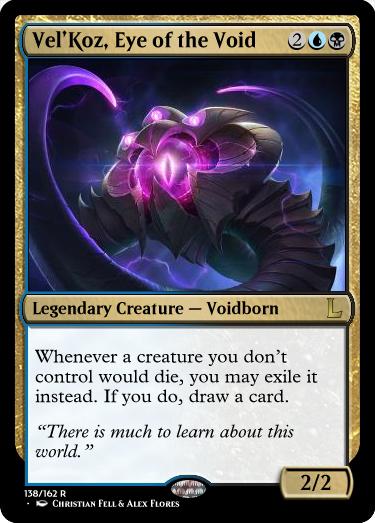 Vel'Koz, Eye of the Void 2
Legendary Creature — Voidborn L
Whenever a creature you don't
control would die, you may exile it
instead. If you do, draw a card.
“There is much to learn about this
world.”
2/2
138/162 R
· Christian Fell & Alex Flores